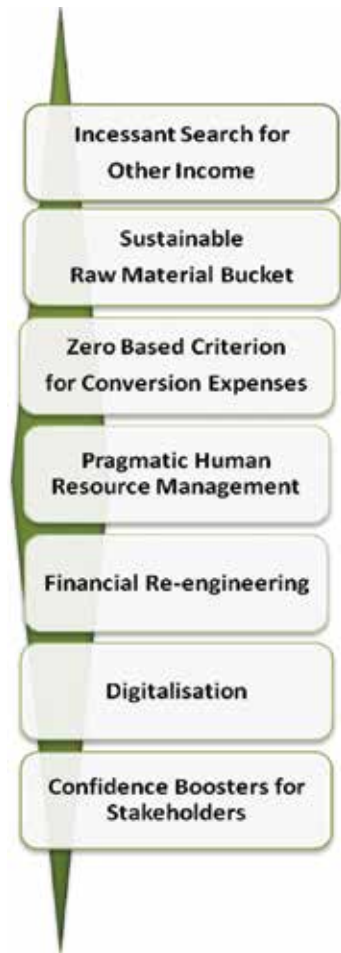 Incessant Search for
Other Income
Sustainable
Raw Material Bucket
Zero Based Criterion
for Conversion Expenses
Pragmatic Human
Resource Management
Financial Re-engineering
Digitalisation
Confidence Boosters for
Stakeholders